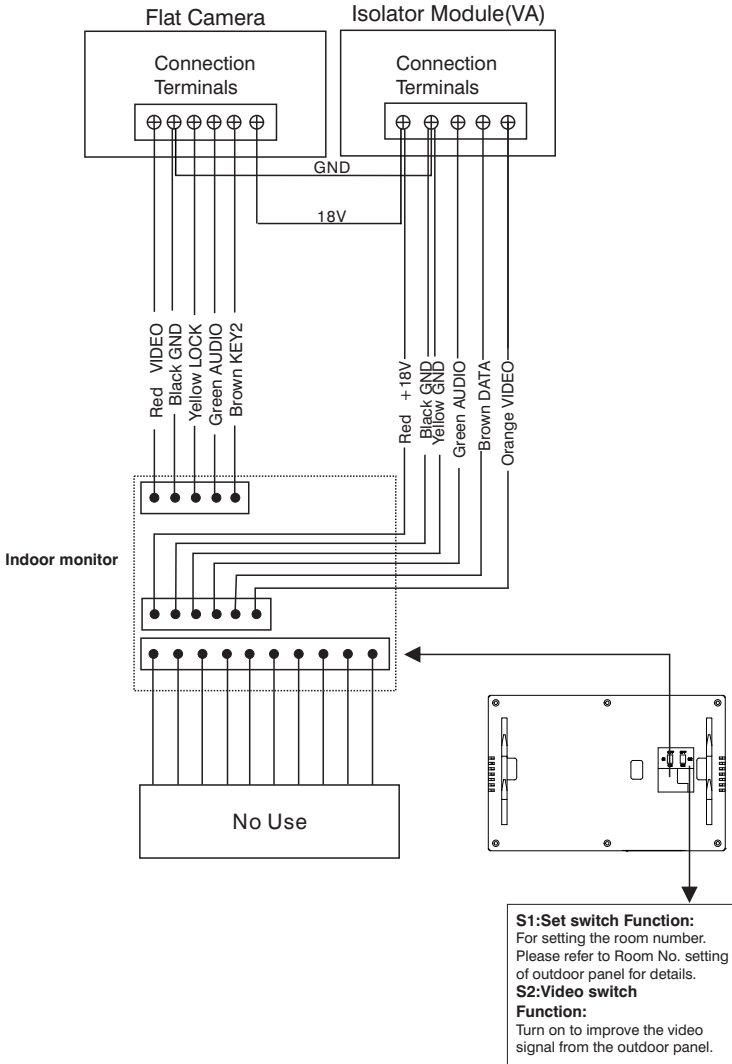 Flat Camera
Isolator Module(VA)
Connection
Terminals
Connection
Terminals
GND
18V
Red VIDEO
Black GND
Yellow LOCK
Green AUDIO
Brown KEY2
Red +18V
Black GND
Yellow GND
Green AUDIO
Brown DATA
Orange VIDEO
Indoor monitor
No Use
S1:Set switch Function:
For setting the room number.
Please refer to Room No. setting
of outdoor panel for details.
S2:Video switch
Function:
Turn on to improve the video
signal from the outdoor panel.